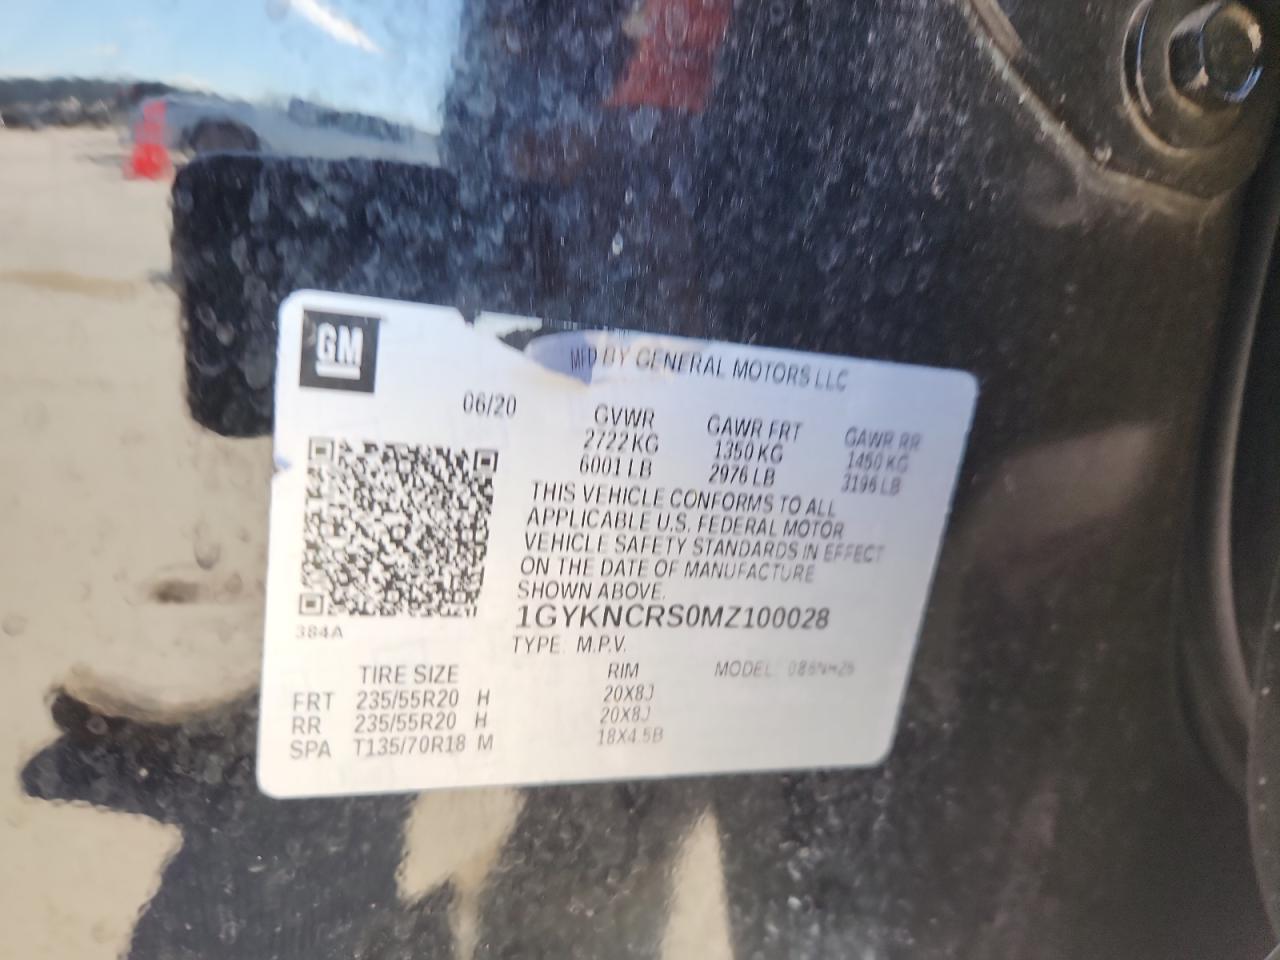 GM
MFD BY GENERAL MOTORS LLC
06/20
GVWR GAWR FRT GAWR RR
2722 KG 1350 KG 1450 KG
6001 LB 2976 LB 3196 LB
THIS VEHICLE CONFORMS TO ALL
APPLICABLE U.S. FEDERAL MOTOR
VEHICLE SAFETY STANDARDS IN EFFECT
ON THE DATE OF MANUFACTURE
SHOWN ABOVE.
1GYKNCRS0MZ100028
384A
TYPE: M.P.V.
TIRE SIZE RIM MODEL:
FRT 235/55R20 H 20X8J
RR 235/55R20 H 20X8J
SPA T135/70R18 M 18X4.5B